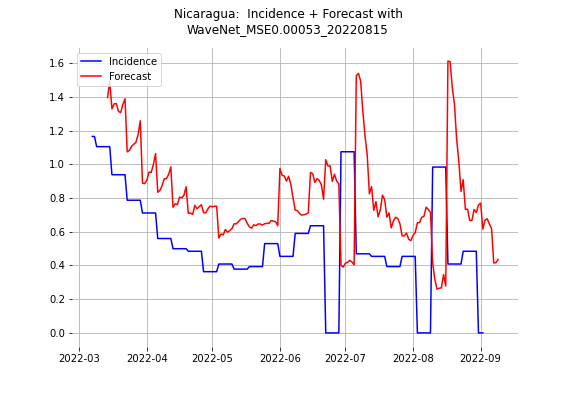 Nicaragua:  Incidence + Forecast with
WaveNet_MSE0.00053_20220815
Incidence
Forecast
1.6
1.4
1.2
1.0
0.8
0.6
0.4
0.2
0.0
2022-03 2022-04 2022-05 2022-06 2022-07 2022-08 2022-09